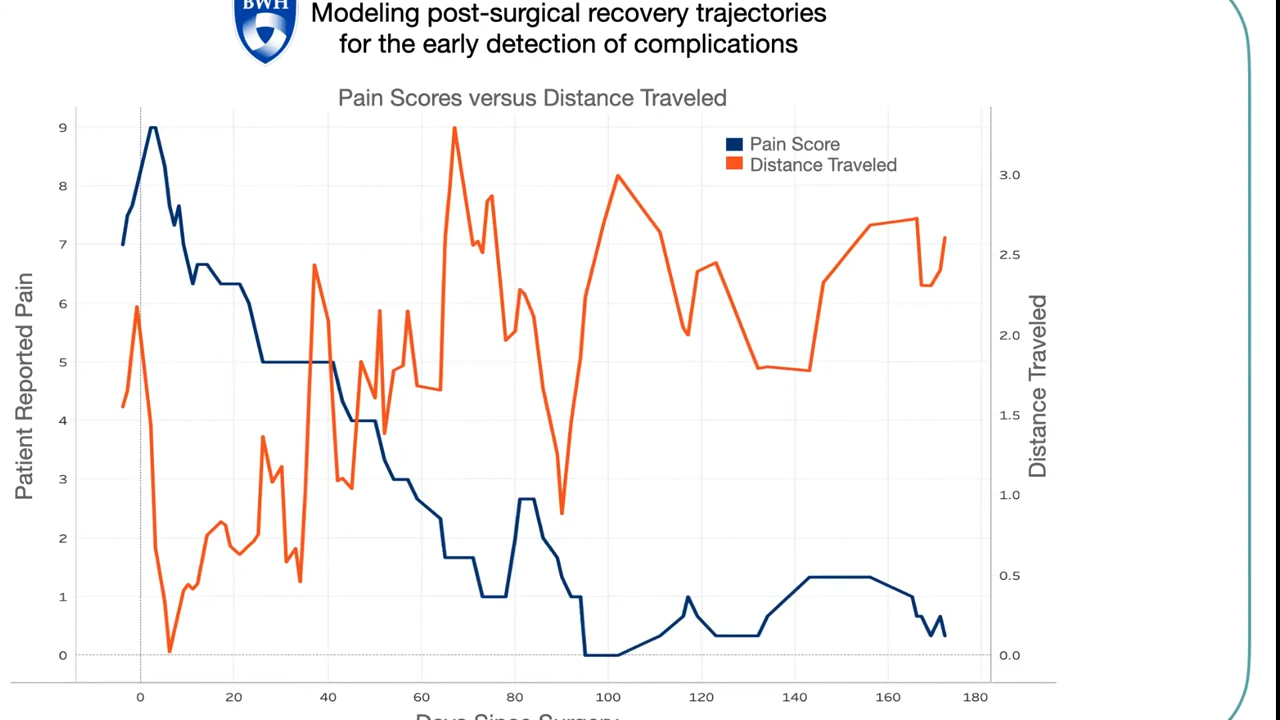 BWH
Modeling post-surgical recovery trajectories
for the early detection of complications
Pain Scores versus Distance Traveled
Pain Score
Distance Traveled
Patient Reported Pain
9
8
7
6
5
4
3
2
1
0
3.0
2.5
2.0
1.5
1.0
0.5
0.0
Distance Traveled
0 20 40 60 80 100 120 140 160 180
Days Since Surgery